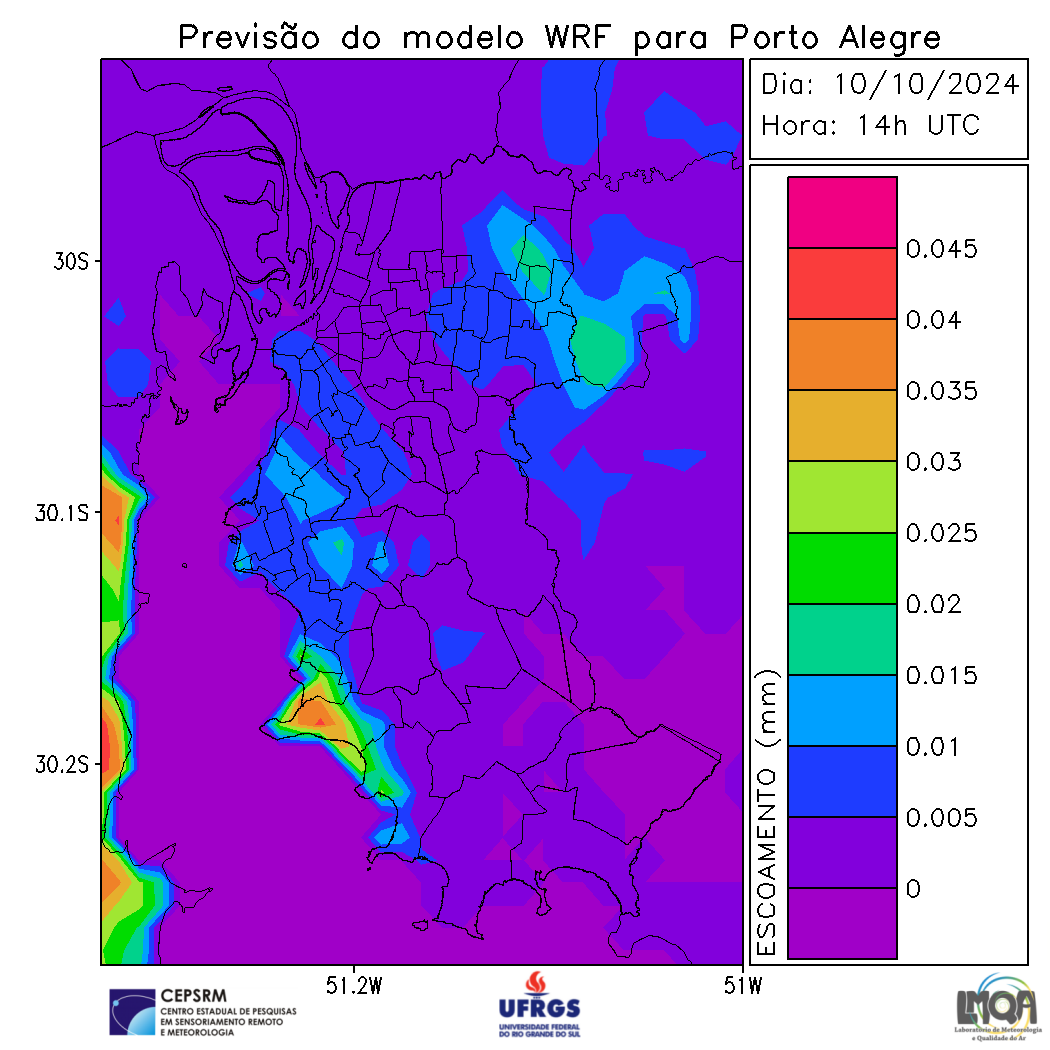 Previsão do modelo WRF para Porto Alegre
Dia: 10/10/2024
Hora: 14h UTC
30S
30.1S
30.2S
51.2W
51W
ESCOAMENTO (mm)
0.045
0.04
0.035
0.03
0.025
0.02
0.015
0.01
0.005
0
CEPSRM
CENTRO ESTADUAL DE PESQUISAS
EM SENSORIAMENTO REMOTO
E METEOROLOGIA
UFRGS
UNIVERSIDADE FEDERAL
DO RIO GRANDE DO SUL
LMQA
Laboratório de Meteorologia
e Qualidade do Ar